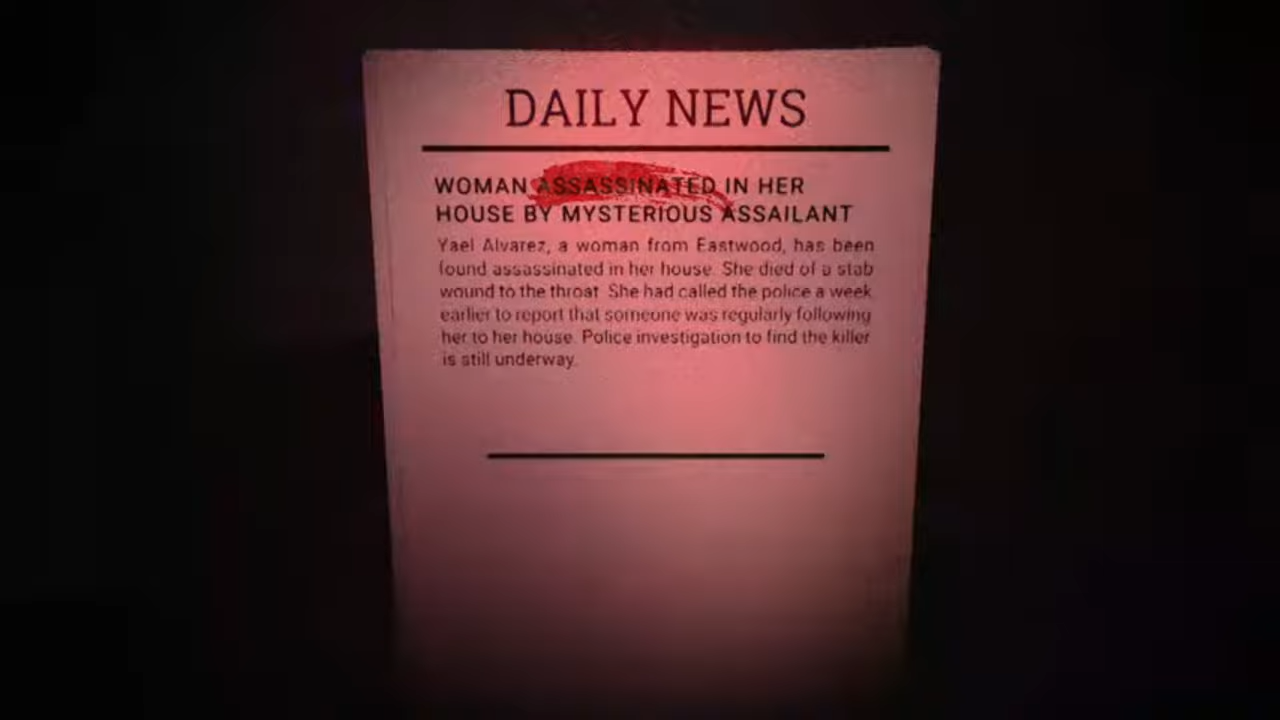 DAILY NEWS
WOMAN ASSASSINATED IN HER
HOUSE BY MYSTERIOUS ASSAILANT
Yael Alvarez, a woman from Eastwood, has been
found assassinated in her house. She died of a stab
wound to the throat. She had called the police a week
earlier to report that someone was regularly following
her to her house. Police investigation to find the killer
is still underway.